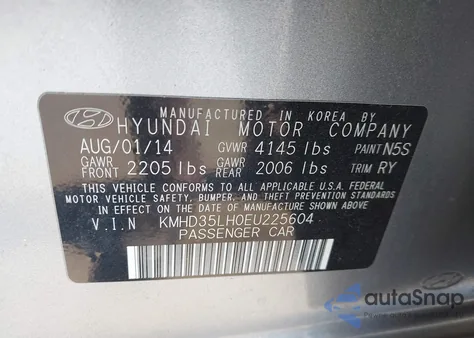 MANUFACTURED IN KOREA BY
HYUNDAI MOTOR COMPANY
AUG/01/14 GVWR 4145 lbs PAINT N5S
GAWR FRONT 2205 lbs GAWR REAR 2006 lbs TRIM RY
THIS VEHICLE CONFORMS TO ALL APPLICABLE U.S.A. FEDERAL
MOTOR VEHICLE SAFETY, BUMPER, AND THEFT PREVENTION
STANDARDS IN EFFECT ON THE DATE OF MANUFACTURE SHOWN ABOVE.
V.I.N KMHD35LH0EU225604
PASSENGER CAR
autoSnap